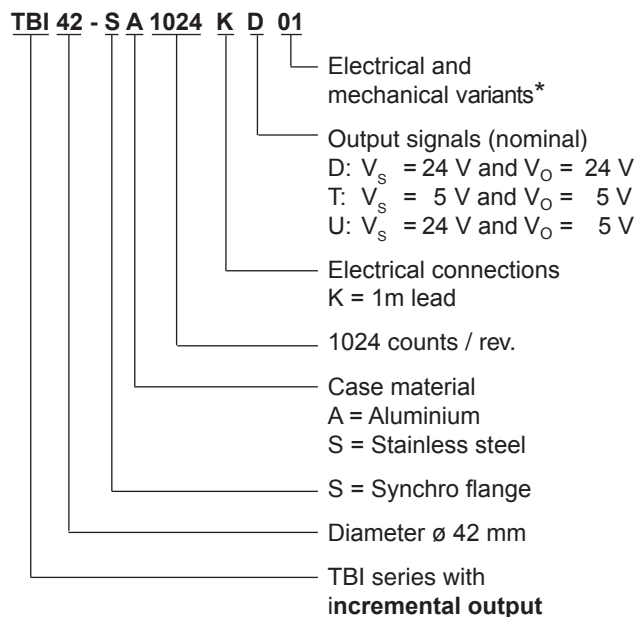 TBI 42 - S A 1024 K D 01
Electrical and
mechanical variants*
Output signals (nominal)
D: VS = 24 V and VO = 24 V
T: VS = 5 V and VO = 5 V
U: VS = 24 V and VO = 5 V
Electrical connections
K = 1m lead
1024 counts / rev.
Case material
A = Aluminium
S = Stainless steel
S = Synchro flange
Diameter ø 42 mm
TBI series with
incremental output